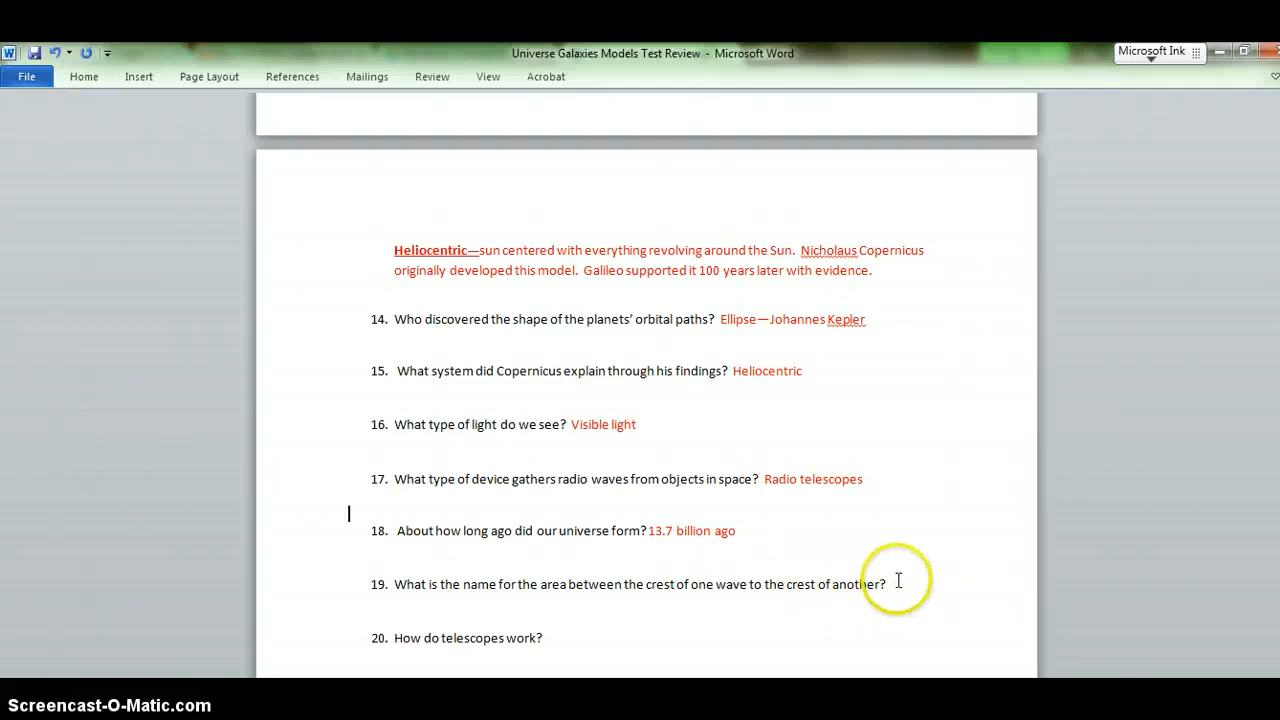 Universe Galaxies Models Test Review - Microsoft Word
Microsoft Ink
File Home Insert Page Layout References Mailings Review View Acrobat
Heliocentric—sun centered with everything revolving around the Sun. Nicholaus Copernicus
originally developed this model. Galileo supported it 100 years later with evidence.
14. Who discovered the shape of the planets’ orbital paths? Ellipse—Johannes Kepler
15. What system did Copernicus explain through his findings? Heliocentric
16. What type of light do we see? Visible light
17. What type of device gathers radio waves from objects in space? Radio telescopes
18. About how long ago did our universe form? 13.7 billion ago
19. What is the name for the area between the crest of one wave to the crest of another?
20. How do telescopes work?
Screencast-O-Matic.com